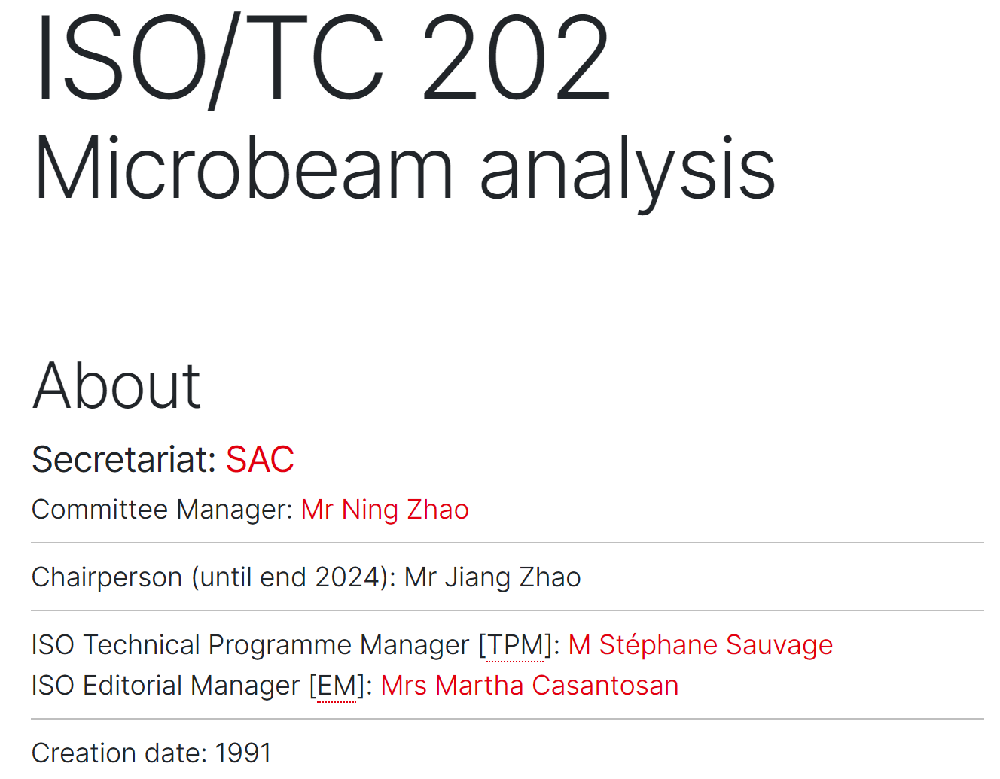 ISO/TC 202
Microbeam analysis
About
Secretariat: SAC
Committee Manager: Mr Ning Zhao
Chairperson (until end 2024): Mr Jiang Zhao
ISO Technical Programme Manager [TPM]: M Stéphane Sauvage
ISO Editorial Manager [EM]: Mrs Martha Casantosan
Creation date: 1991